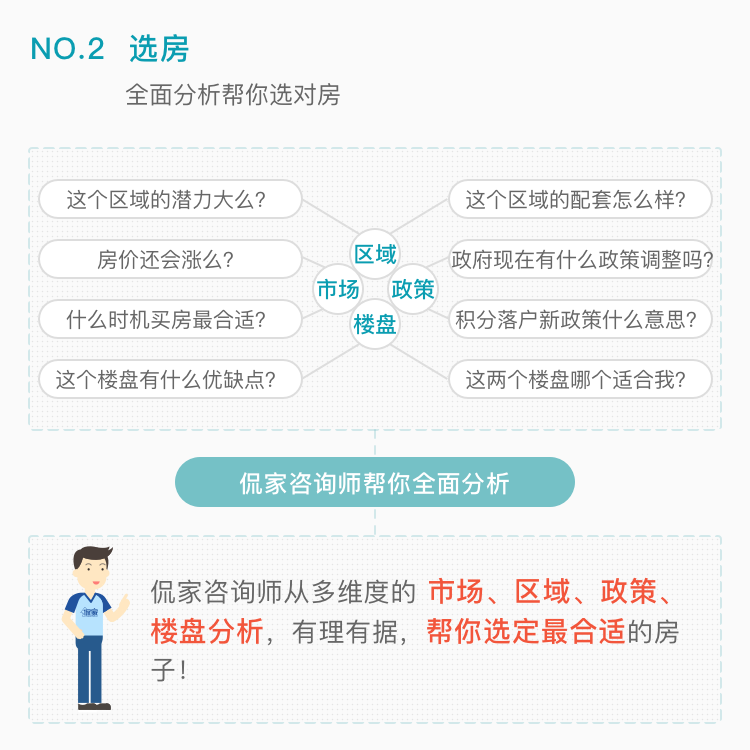 NO.2 选房
全面分析帮你选对房
这个区域的潜力大么?
这个区域的配套怎么样?
房价还会涨么?
政府现在有什么政策调整吗?
什么时机买房最合适?
积分落户新政策什么意思?
这个楼盘有什么优缺点?
这两个楼盘哪个适合我?
区域
市场
政策
楼盘
侃家咨询师帮你全面分析
侃家咨询师从多维度的 市场、区域、政策、
楼盘分析，有理有据，帮你选定最合适的房
子！